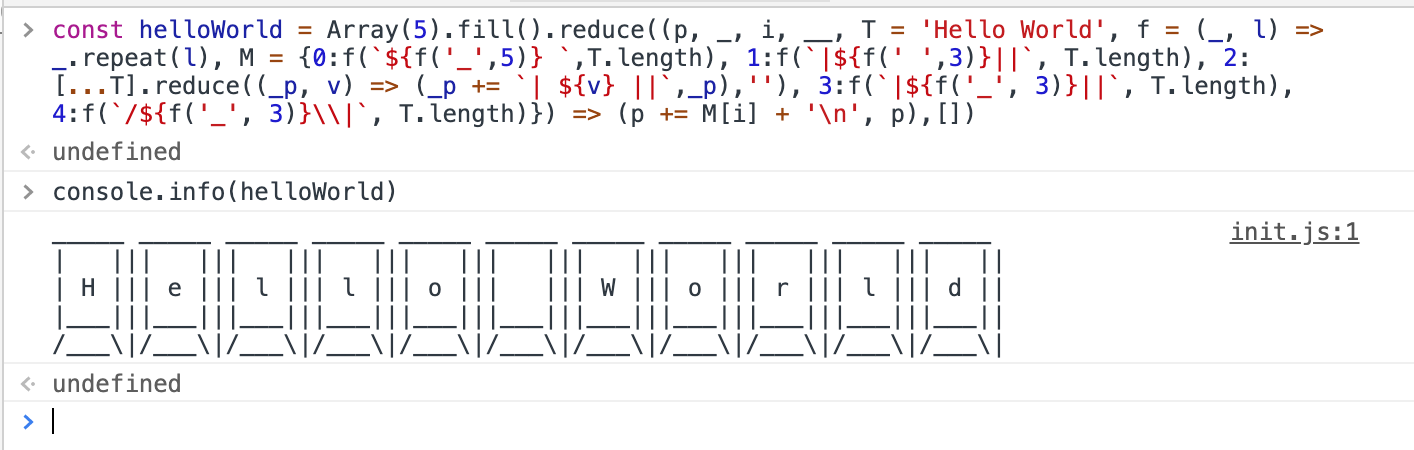 > const helloWorld = Array(5).fill().reduce((p, _, i, __, T = 'Hello World', f = (_, l) =>
_.repeat(l), M = {0:f(`${f('_',5)} `,T.length), 1:f(`|${f(' ',3)}||`, T.length), 2:
[...T].reduce((_p, v) => (_p += `| ${v} ||`,_p),''), 3:f(`|${f('_', 3)}||`, T.length),
4:f(`/${f('_', 3)}\\|`, T.length)}) => (p += M[i] + '\n', p),[])
undefined
> console.info(helloWorld)
init.js:1
_____ _____ _____ _____ _____ _____ _____ _____ _____ _____ _____
|   |||   |||   |||   |||   |||   |||   |||   |||   |||   |||   ||
| H ||| e ||| l ||| l ||| o |||   ||| W ||| o ||| r ||| l ||| d ||
|___|||___|||___|||___|||___|||___|||___|||___|||___|||___|||___||
/___\|/___\|/___\|/___\|/___\|/___\|/___\|/___\|/___\|/___\|/___\|
undefined
>